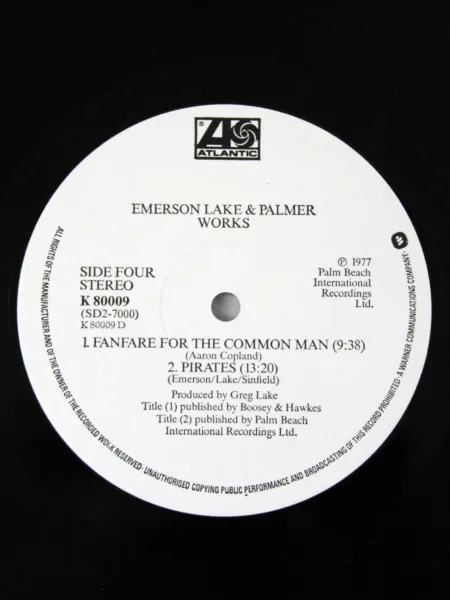 ATLANTIC
EMERSON LAKE & PALMER
WORKS
SIDE FOUR
STEREO
K 80009
(SD2-7000)
K 80009 D
℗ 1977
Palm Beach
International
Recordings
Ltd.
1. FANFARE FOR THE COMMON MAN (9:38)
(Aaron Copland)
2. PIRATES (13:20)
(Emerson/Lake/Sinfield)
Produced by Greg Lake
Title (1) published by Boosey & Hawkes
Title (2) published by Palm Beach
International Recordings Ltd.
ALL RIGHTS OF THE MANUFACTURER AND OF THE OWNER OF THE RECORDED WORK RESERVED · UNAUTHORISED COPYING PUBLIC PERFORMANCE AND BROADCASTING OF THIS RECORD PROHIBITED · A WARNER COMMUNICATIONS COMPANY ·